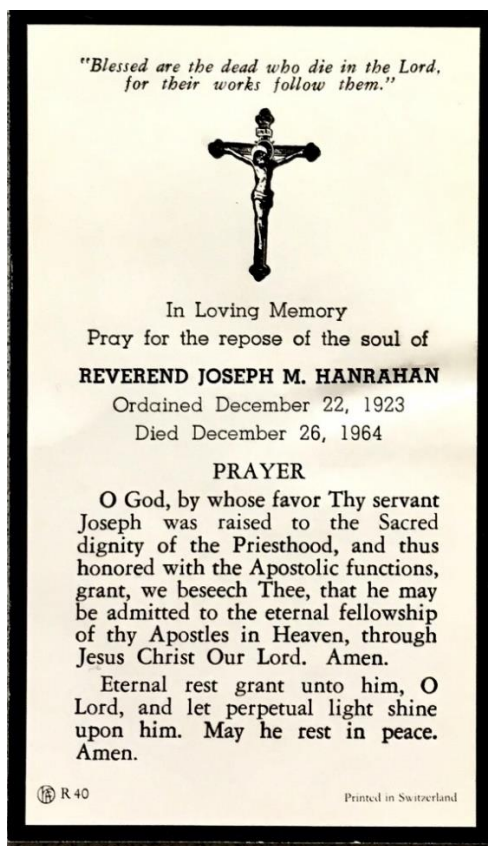 "Blessed are the dead who die in the Lord,
for their works follow them."
In Loving Memory
Pray for the repose of the soul of
REVEREND JOSEPH M. HANRAHAN
Ordained December 22, 1923
Died December 26, 1964
PRAYER
O God, by whose favor Thy servant
Joseph was raised to the Sacred
dignity of the Priesthood, and thus
honored with the Apostolic functions,
grant, we beseech Thee, that he may
be admitted to the eternal fellowship
of thy Apostles in Heaven, through
Jesus Christ Our Lord. Amen.
Eternal rest grant unto him, O
Lord, and let perpetual light shine
upon him. May he rest in peace.
Amen.
R 40
Printed in Switzerland